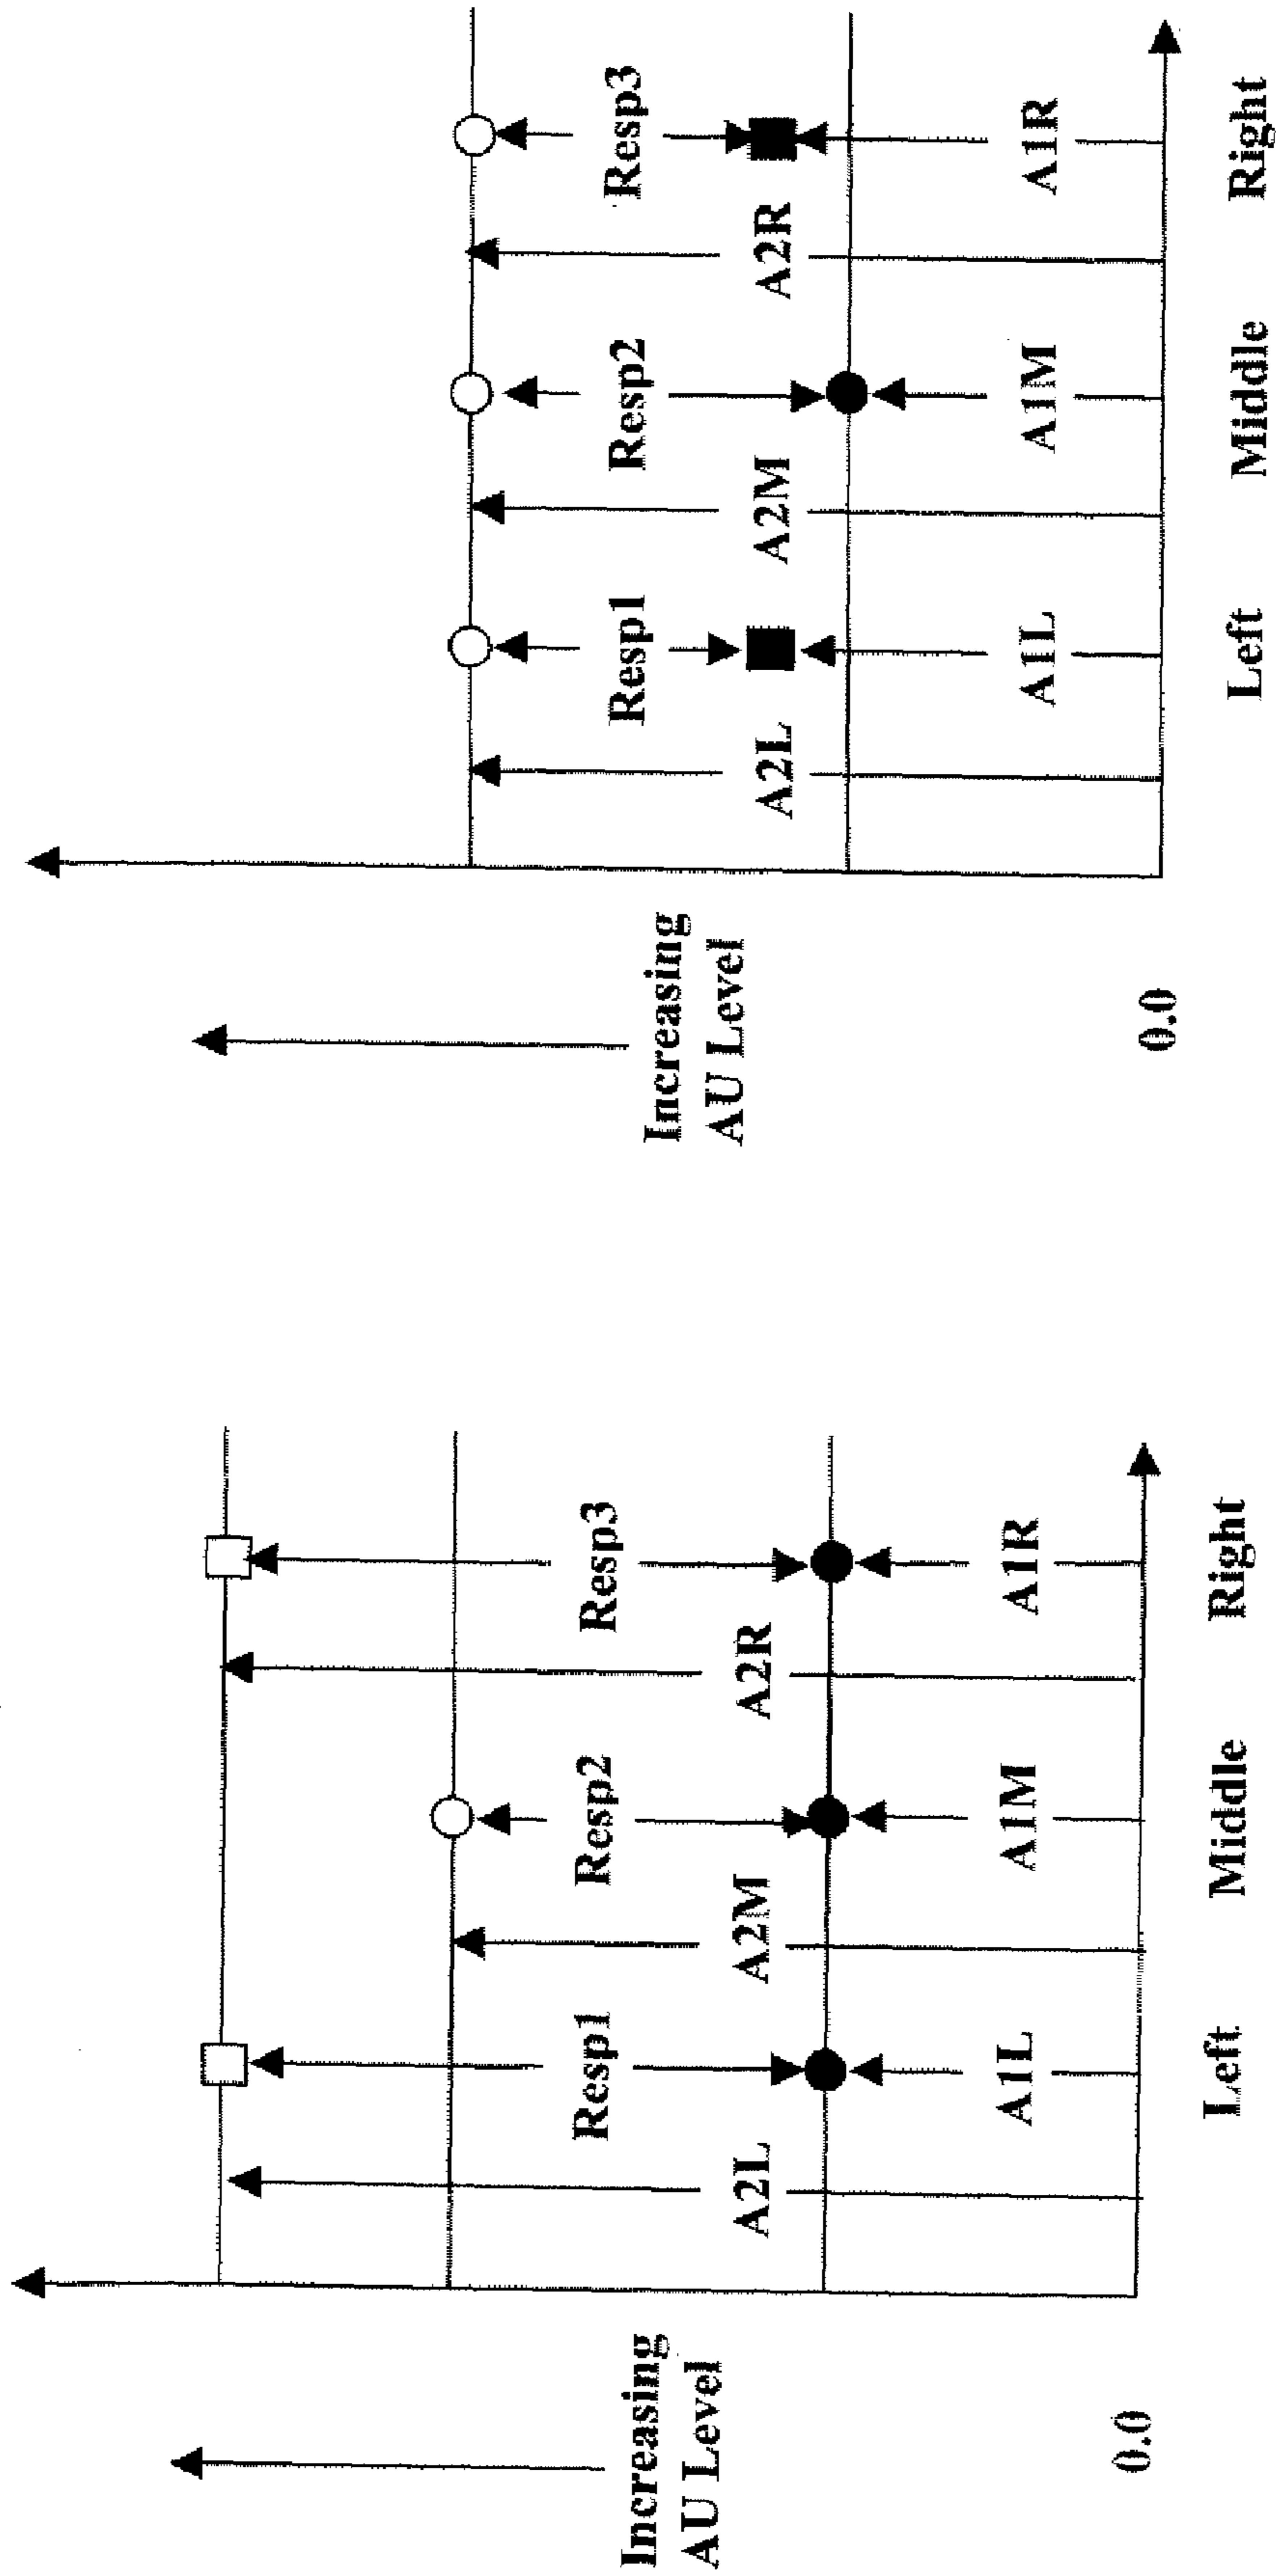 Increasing
AU Level
0.0
A2L
Resp1
A1L
A2M
Resp2
A1M
A2R
Resp3
A1R
Left
Middle
Right
Increasing
AU Level
0.0
A2L
Resp1
A1L
A2M
Resp2
A1M
A2R
Resp3
A1R
Left
Middle
Right